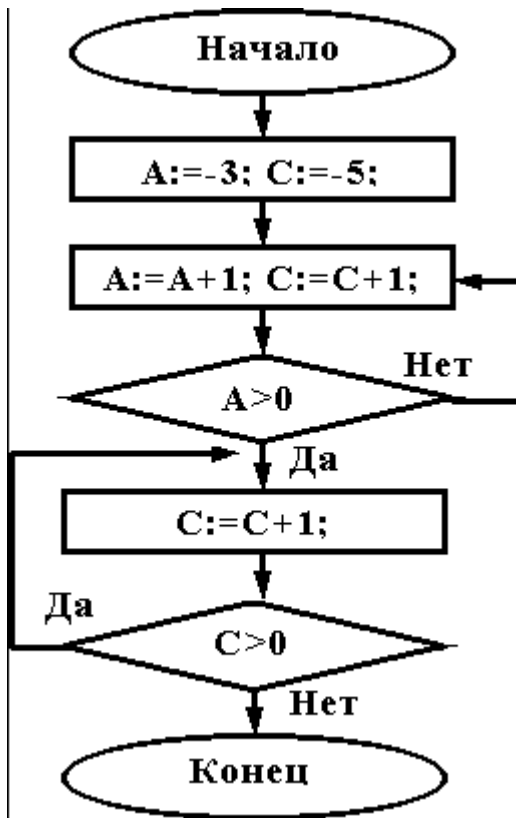 Начало
A:=-3; C:=-5;
A:=A+1; C:=C+1;
Нет
A>0
Да
C:=C+1;
Да
C>0
Нет
Конец